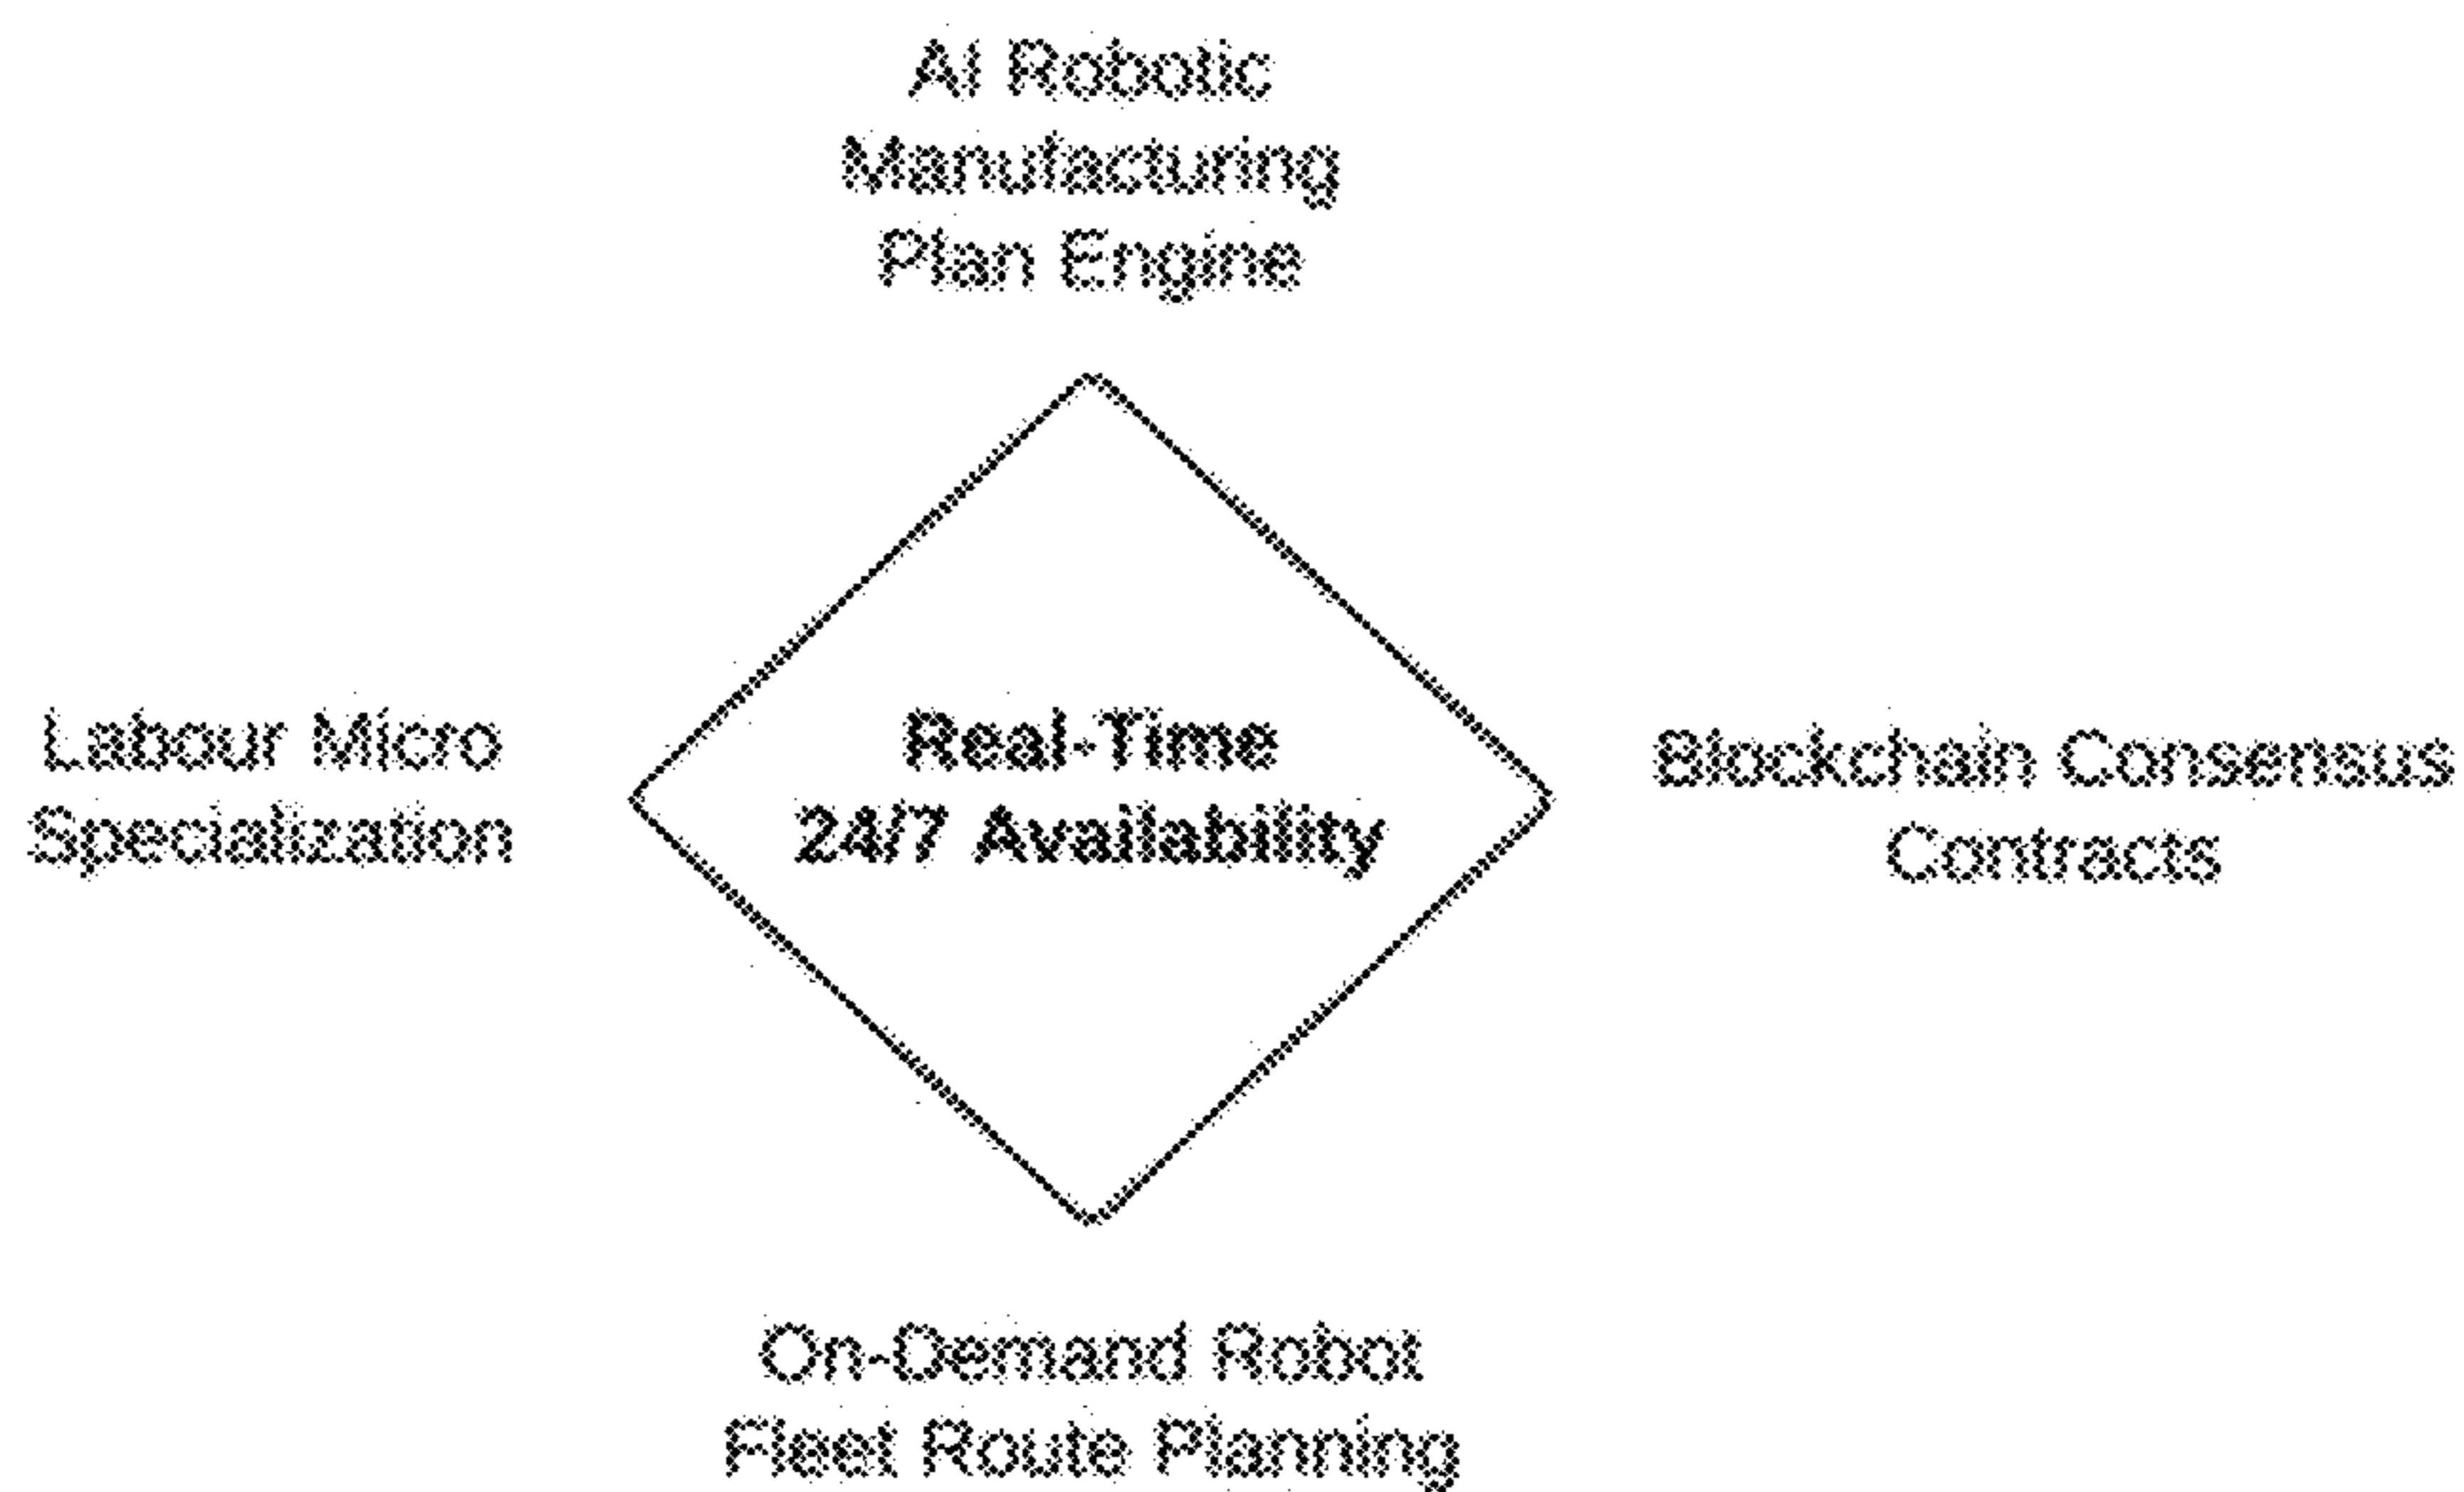 AI Robotic
Manufacturing
Plan Engine
Labour Micro
Specialization
Real-Time
24/7 Availability
Blockchain Consensus
Contracts
On-Demand Robot
Fleet Route Planning